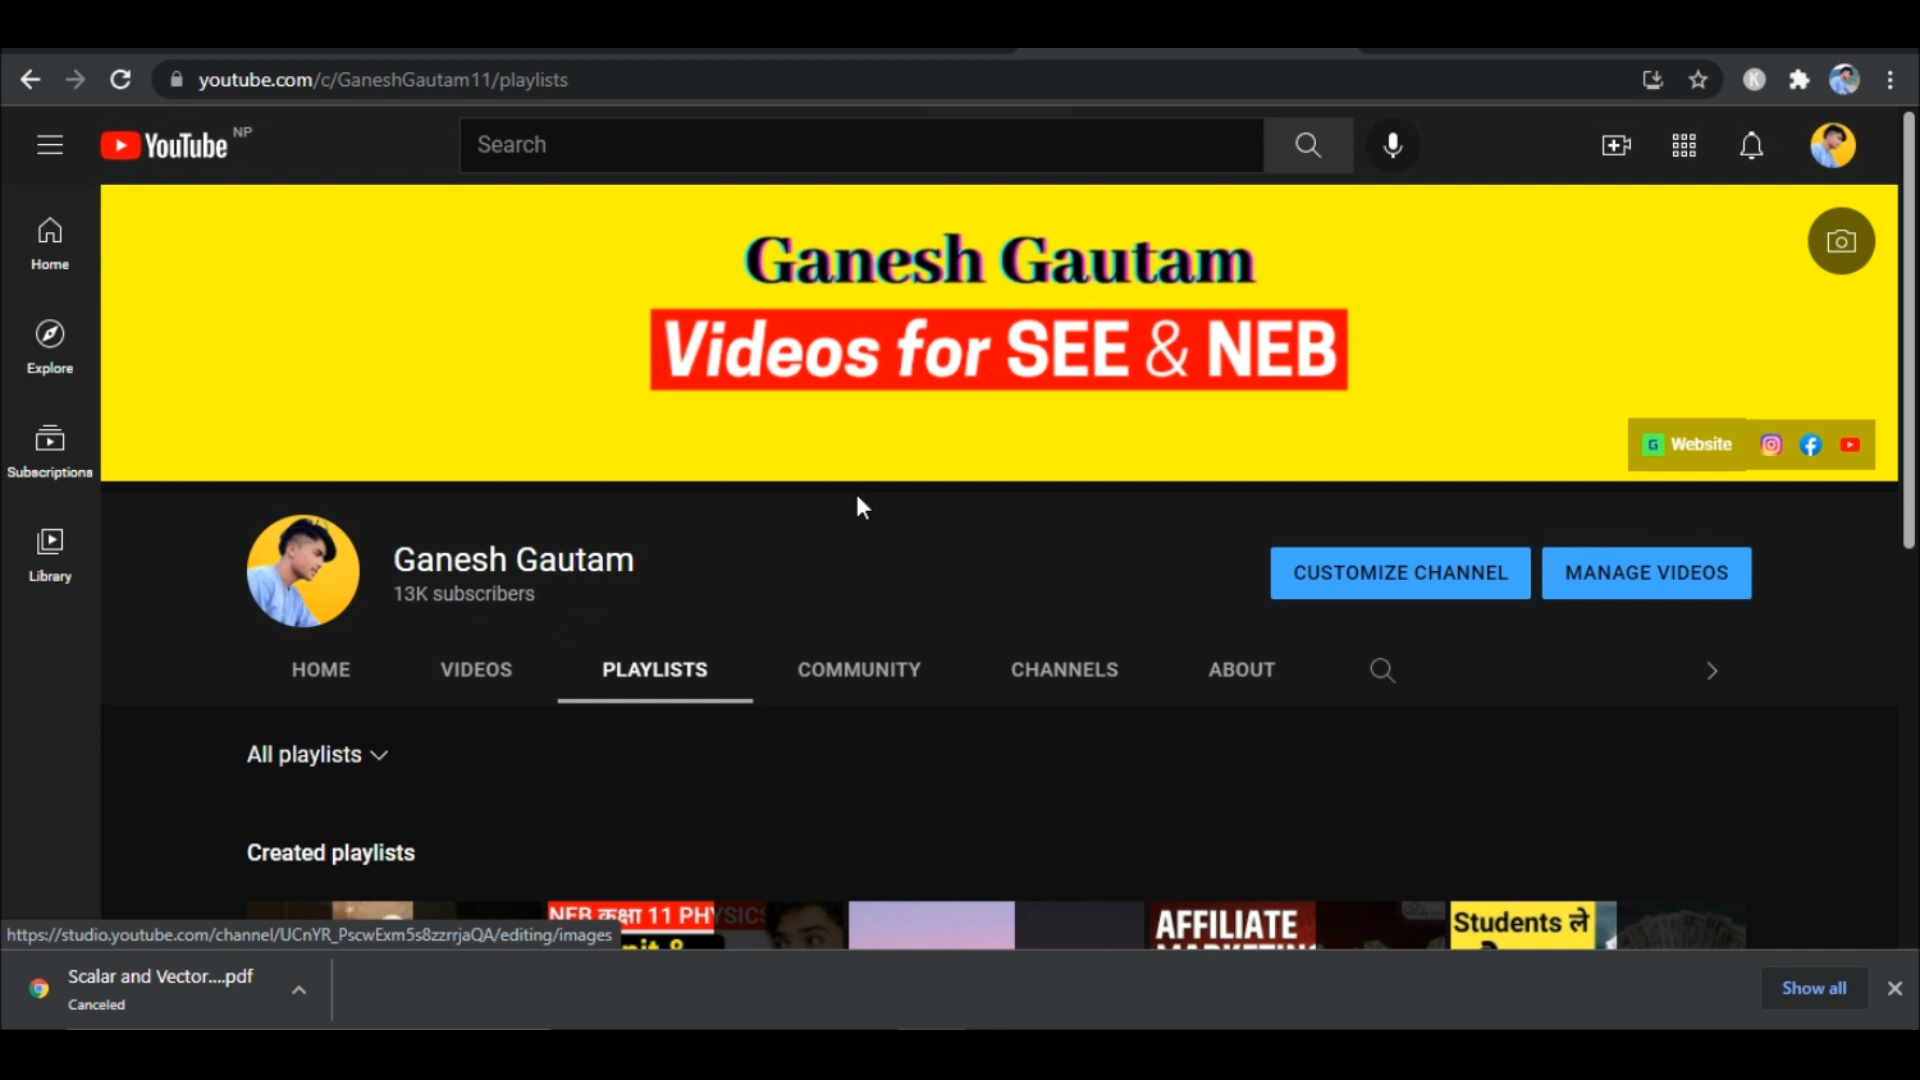 youtube.com/c/GaneshGautam11/playlists
YouTube NP
Search
Home
Explore
Subscriptions
Library
Ganesh Gautam
Videos for SEE & NEB
Website
Ganesh Gautam
13K subscribers
CUSTOMIZE CHANNEL
MANAGE VIDEOS
HOME VIDEOS PLAYLISTS COMMUNITY CHANNELS ABOUT
All playlists
Created playlists
NEB कक्षा 11 PHYSICS
AFFILIATE
MARKETING
Students ले
https://studio.youtube.com/channel/UCnYR_PscwExm5s8zzrrjaQA/editing/images
Scalar and Vector....pdf
Canceled
Show all